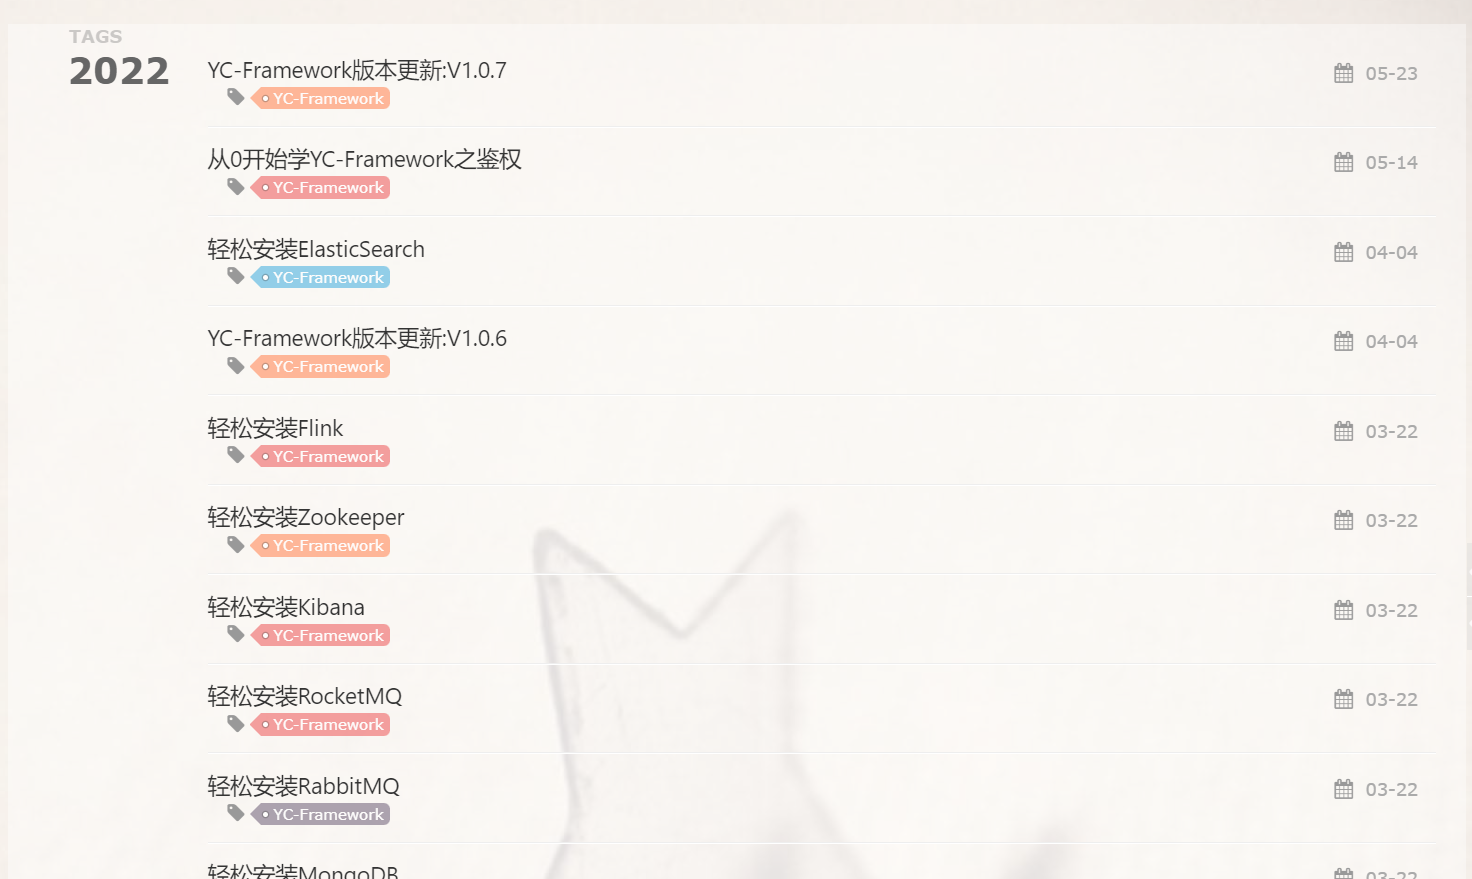 TAGS
2022
YC-Framework版本更新:V1.0.7
05-23
YC-Framework
从0开始学YC-Framework之鉴权
05-14
YC-Framework
轻松安装ElasticSearch
04-04
YC-Framework
YC-Framework版本更新:V1.0.6
04-04
YC-Framework
轻松安装Flink
03-22
YC-Framework
轻松安装Zookeeper
03-22
YC-Framework
轻松安装Kibana
03-22
YC-Framework
轻松安装RocketMQ
03-22
YC-Framework
轻松安装RabbitMQ
03-22
YC-Framework
轻松安装MongoDB
03-22